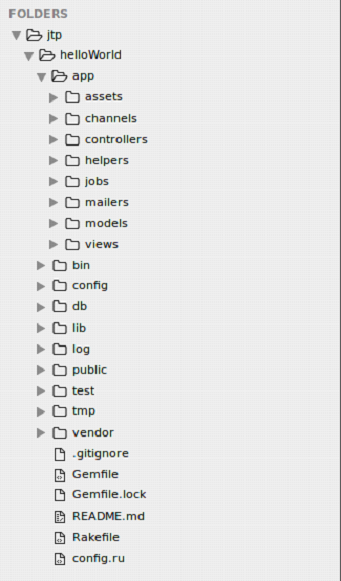 FOLDERS
jtp
helloWorld
app
assets
channels
controllers
helpers
jobs
mailers
models
views
bin
config
db
lib
log
public
test
tmp
vendor
.gitignore
Gemfile
Gemfile.lock
README.md
Rakefile
config.ru